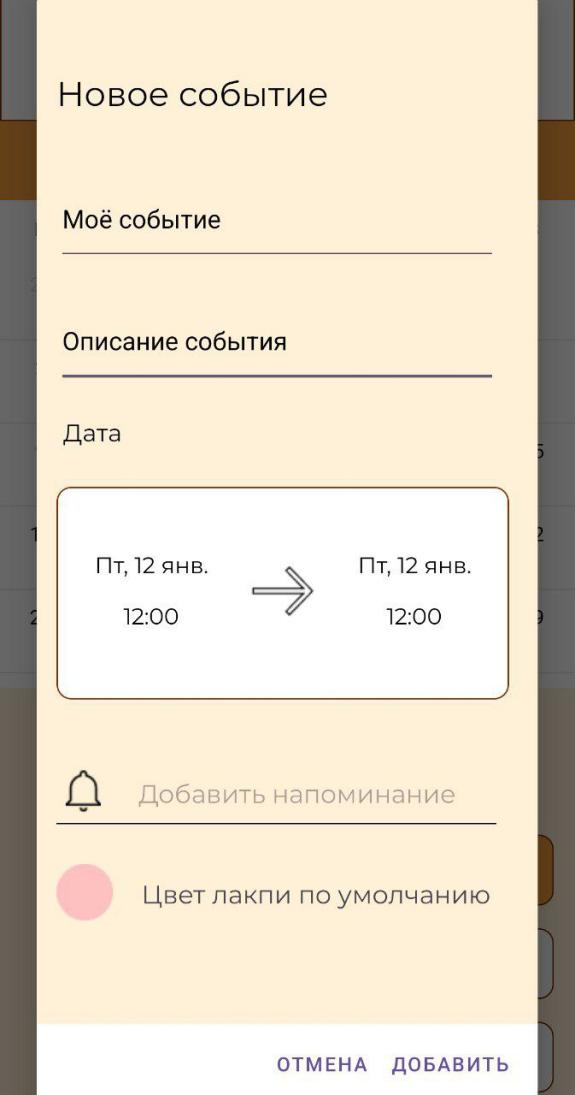 Новое событие
Моё событие
Описание события
Дата
Пт, 12 янв.
12:00
Пт, 12 янв.
12:00
Добавить напоминание
Цвет лакпи по умолчанию
ОТМЕНА ДОБАВИТЬ